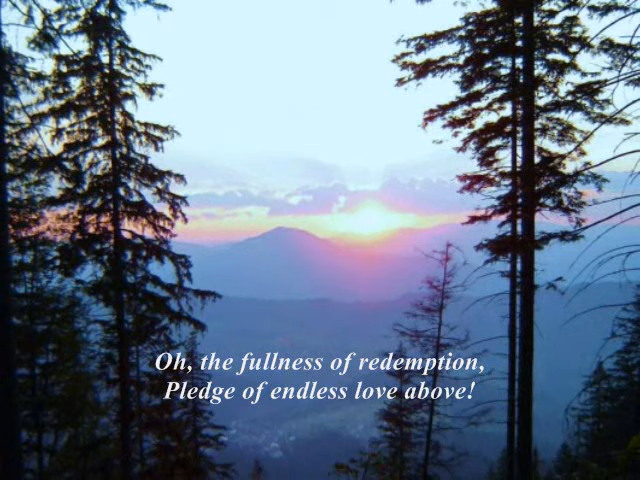 Oh, the fullness of redemption,
Pledge of endless love above!